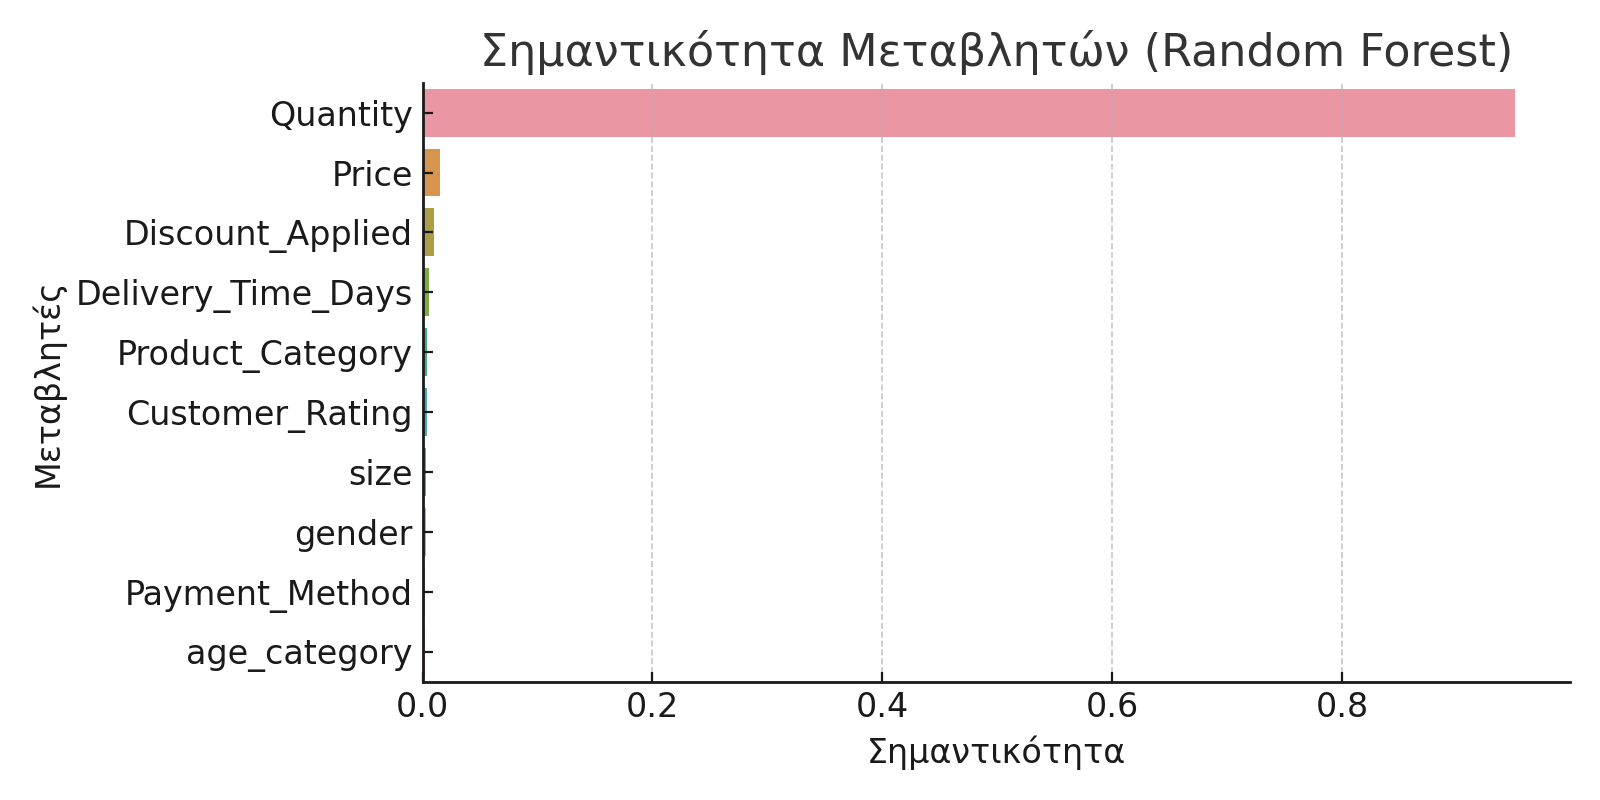 Σημαντικότητα Μεταβλητών (Random Forest)
Quantity
Price
Discount_Applied
Delivery_Time_Days
Product_Category
Customer_Rating
size
gender
Payment_Method
age_category
Μεταβλητές
0.0 0.2 0.4 0.6 0.8
Σημαντικότητα